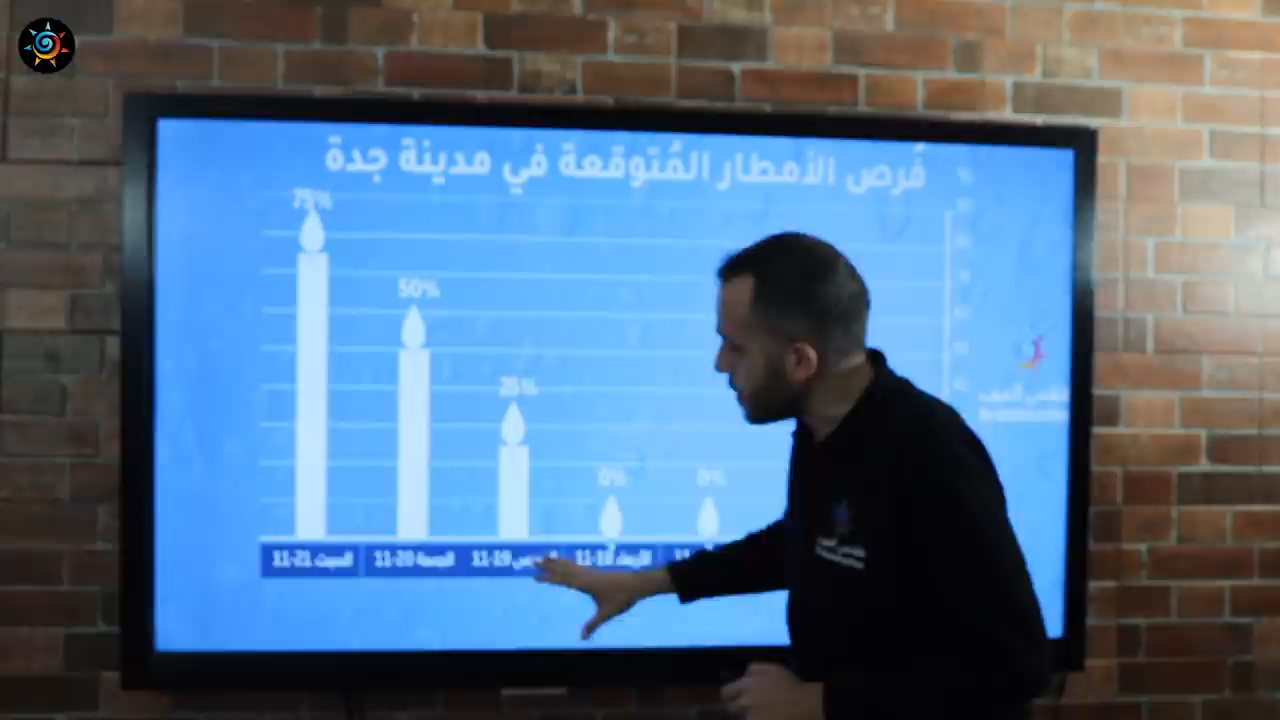 فُرص الأمطار المُتوقعة في مدينة جدة
75%
50%
25%
0%
0%
السبت 21-11
الجمعة 20-11
11-19
الأربعاء 18-11